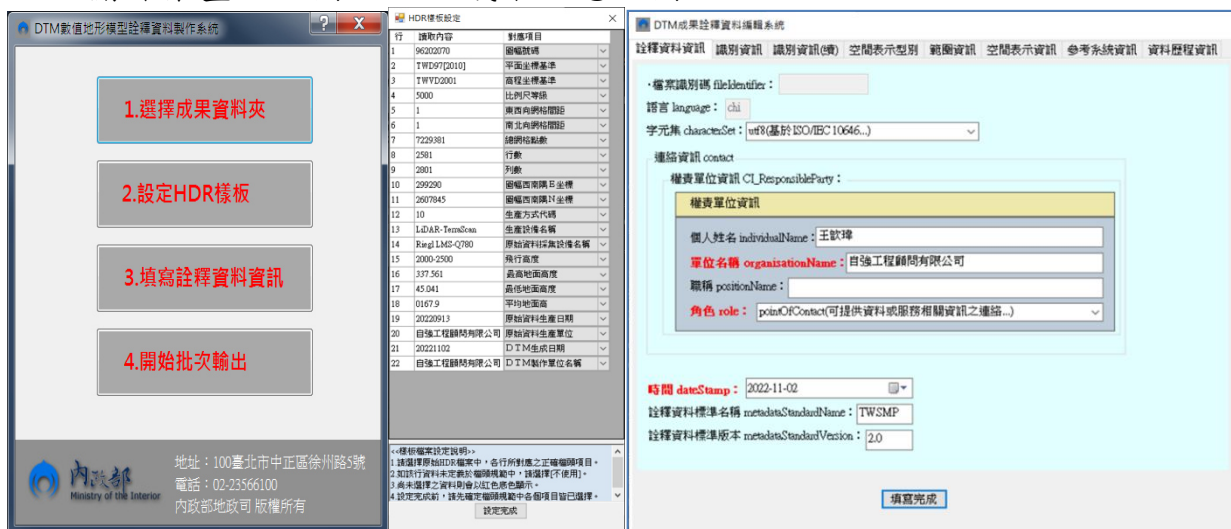 DTM數值地形模型詮釋資料製作系統
1.選擇成果資料夾
2.設定HDR樣板
3.填寫詮釋資料資訊
4.開始批次輸出
內政部
Ministry of the Interior
地址：100臺北市中正區徐州路5號
電話：02-23566100
內政部地政司 版權所有
HDR樣板設定
行 讀取內容 對應項目
1 96202070 圖幅號碼
2 TWD97[2010] 平面坐標基準
3 TWVD2001 高程坐標基準
4 5000 比例尺等級
5 1 東西向網格間距
6 1 南北向網格間距
7 7229381 總網格點數
8 2581 行數
9 2801 列數
10 299290 圖幅西南隅E坐標
11 2607845 圖幅西南隅N坐標
12 10 生產方式代碼
13 LiDAR-TerraScan 生產設備名稱
14 Riegl LMS-Q780 原始資料採集設備名稱
15 2000-2500 飛行高度
16 337.561 最高地面高度
17 45.041 最低地面高度
18 0167.9 平均地面高
19 20220913 原始資料生產日期
20 自強工程顧問有限公司 原始資料生產單位
21 20221102 DTM生成日期
22 自強工程顧問有限公司 DTM製作單位名稱
<<樣板檔案設定說明>>
1.請選擇原始HDR檔案中，各行所對應之正確檔頭項目。
2.如該行資料未定義於檔頭規範中，請選擇[不使用]。
3.尚未選擇之資料則會以紅色底色顯示。
4.設定完成前，請先確定檔頭規範中各個項目皆已選擇。
設定完成
DTM成果詮釋資料編輯系統
詮釋資料資訊 識別資訊 識別資訊(續) 空間表示型別 範圍資訊 空間表示資訊 參考系統資訊 資料歷程資訊
·檔案識別碼 fileIdentifier：
語言 language： chi
字元集 characterSet： utf8(基於 ISO/IEC 10646...)
連絡資訊 contact
權責單位資訊 CI_ResponsibleParty：
權責單位資訊
個人姓名 individualName： 王歆瑋
單位名稱 organisationName： 自強工程顧問有限公司
職稱 positionName：
角色 role： pointOfContact(可提供資料或服務相關資訊之連絡...)
時間 dateStamp： 2022-11-02
詮釋資料標準名稱 metadataStandardName： TWSMP
詮釋資料標準版本 metadataStandardVersion： 2.0
填寫完成